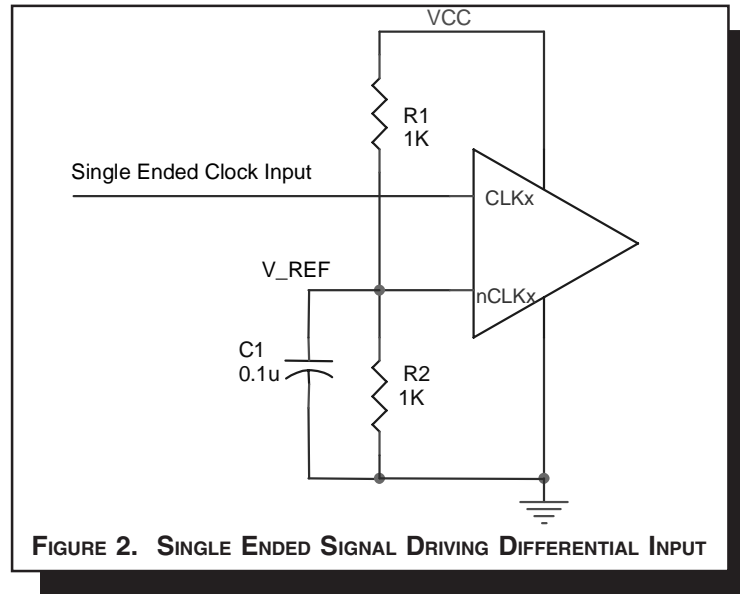 VCC
R1
1K
Single Ended Clock Input
CLKx
V_REF
nCLKx
C1
0.1u
R2
1K
FIGURE 2. SINGLE ENDED SIGNAL DRIVING DIFFERENTIAL INPUT